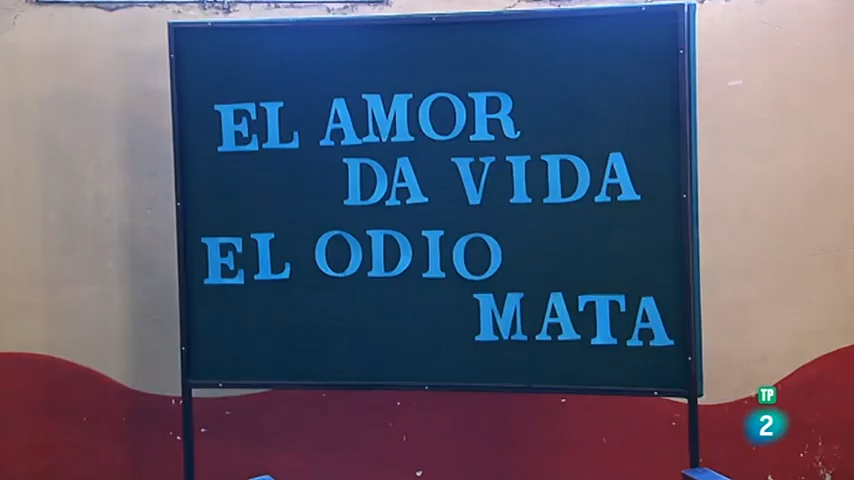 EL AMOR
DA VIDA
EL ODIO
MATA
TP
2